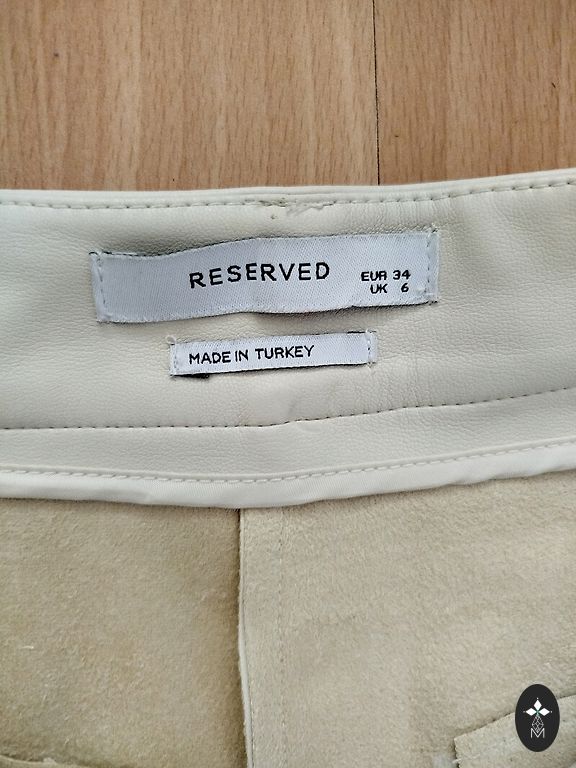 RESERVED
EUR 34
UK 6
MADE IN TURKEY
M